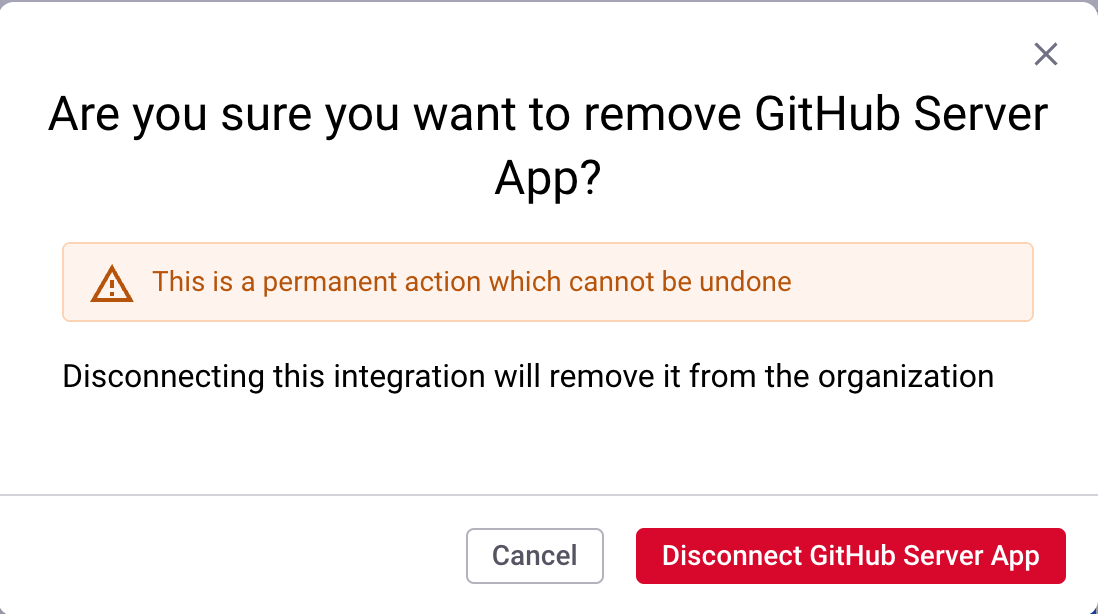 Are you sure you want to remove GitHub Server
App?
This is a permanent action which cannot be undone
Disconnecting this integration will remove it from the organization
Cancel
Disconnect GitHub Server App